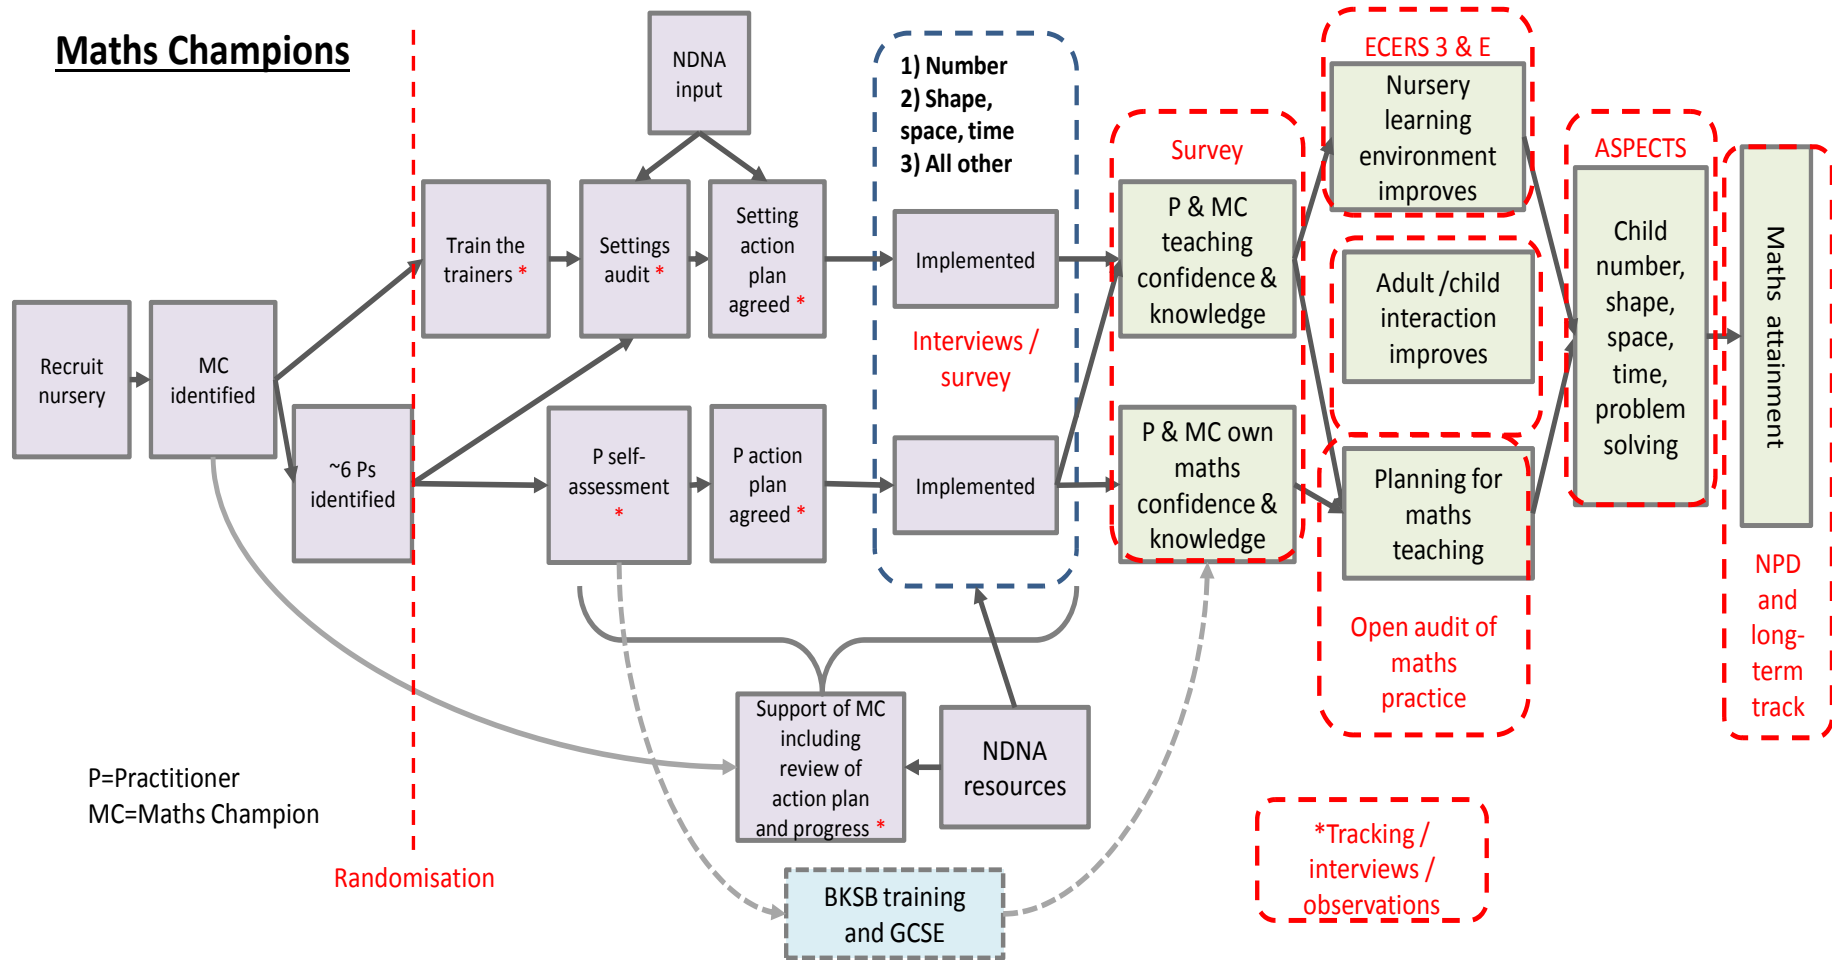 Maths Champions
NDNA
input
1) Number
2) Shape,
space, time
3) All other
ECERS 3 & E
Nursery
learning
environment
improves
Survey
ASPECTS
Train the
trainers *
Settings
audit *
Setting
action
plan
agreed *
Implemented
P & MC
teaching
confidence &
knowledge
Adult /child
interaction
improves
Child
number,
shape,
space,
time,
problem
solving
Maths attainment
Recruit
nursery
MC
identified
Interviews /
survey
~6 Ps
identified
P self-
assessment
*
P action
plan
agreed *
Implemented
P & MC own
maths
confidence &
knowledge
Planning for
maths
teaching
Open audit of
maths
practice
NPD
and
long-
term
track
Support of MC
including
review of
action plan
and progress *
NDNA
resources
P=Practitioner
MC=Maths Champion
Randomisation
BKSB training
and GCSE
*Tracking /
interviews /
observations